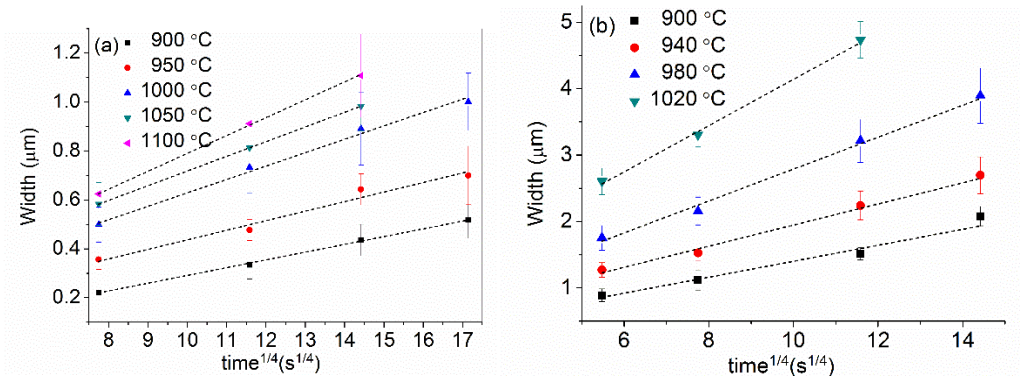 (a)
900 °C
950 °C
1000 °C
1050 °C
1100 °C
Width (μm)
1.2
1.0
0.8
0.6
0.4
0.2
8 9 10 11 12 13 14 15 16 17
time1/4(s1/4)
(b)
900 °C
940 °C
980 °C
1020 °C
Width (μm)
5
4
3
2
1
6 8 10 12 14
time1/4(s1/4)